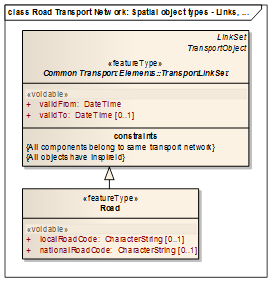 class Road Transport Network: Spatial object types - Links, ...
LinkSet
TransportObject
«featureType»
Common Transport Elements::TransportLinkSet
«voidable»
+ validFrom: DateTime
+ validTo: DateTime [0..1]
constraints
{All components belong to same transport network}
{All objects have inspireId}
«featureType»
Road
«voidable»
+ localRoadCode: CharacterString [0..1]
+ nationalRoadCode: CharacterString [0..1]